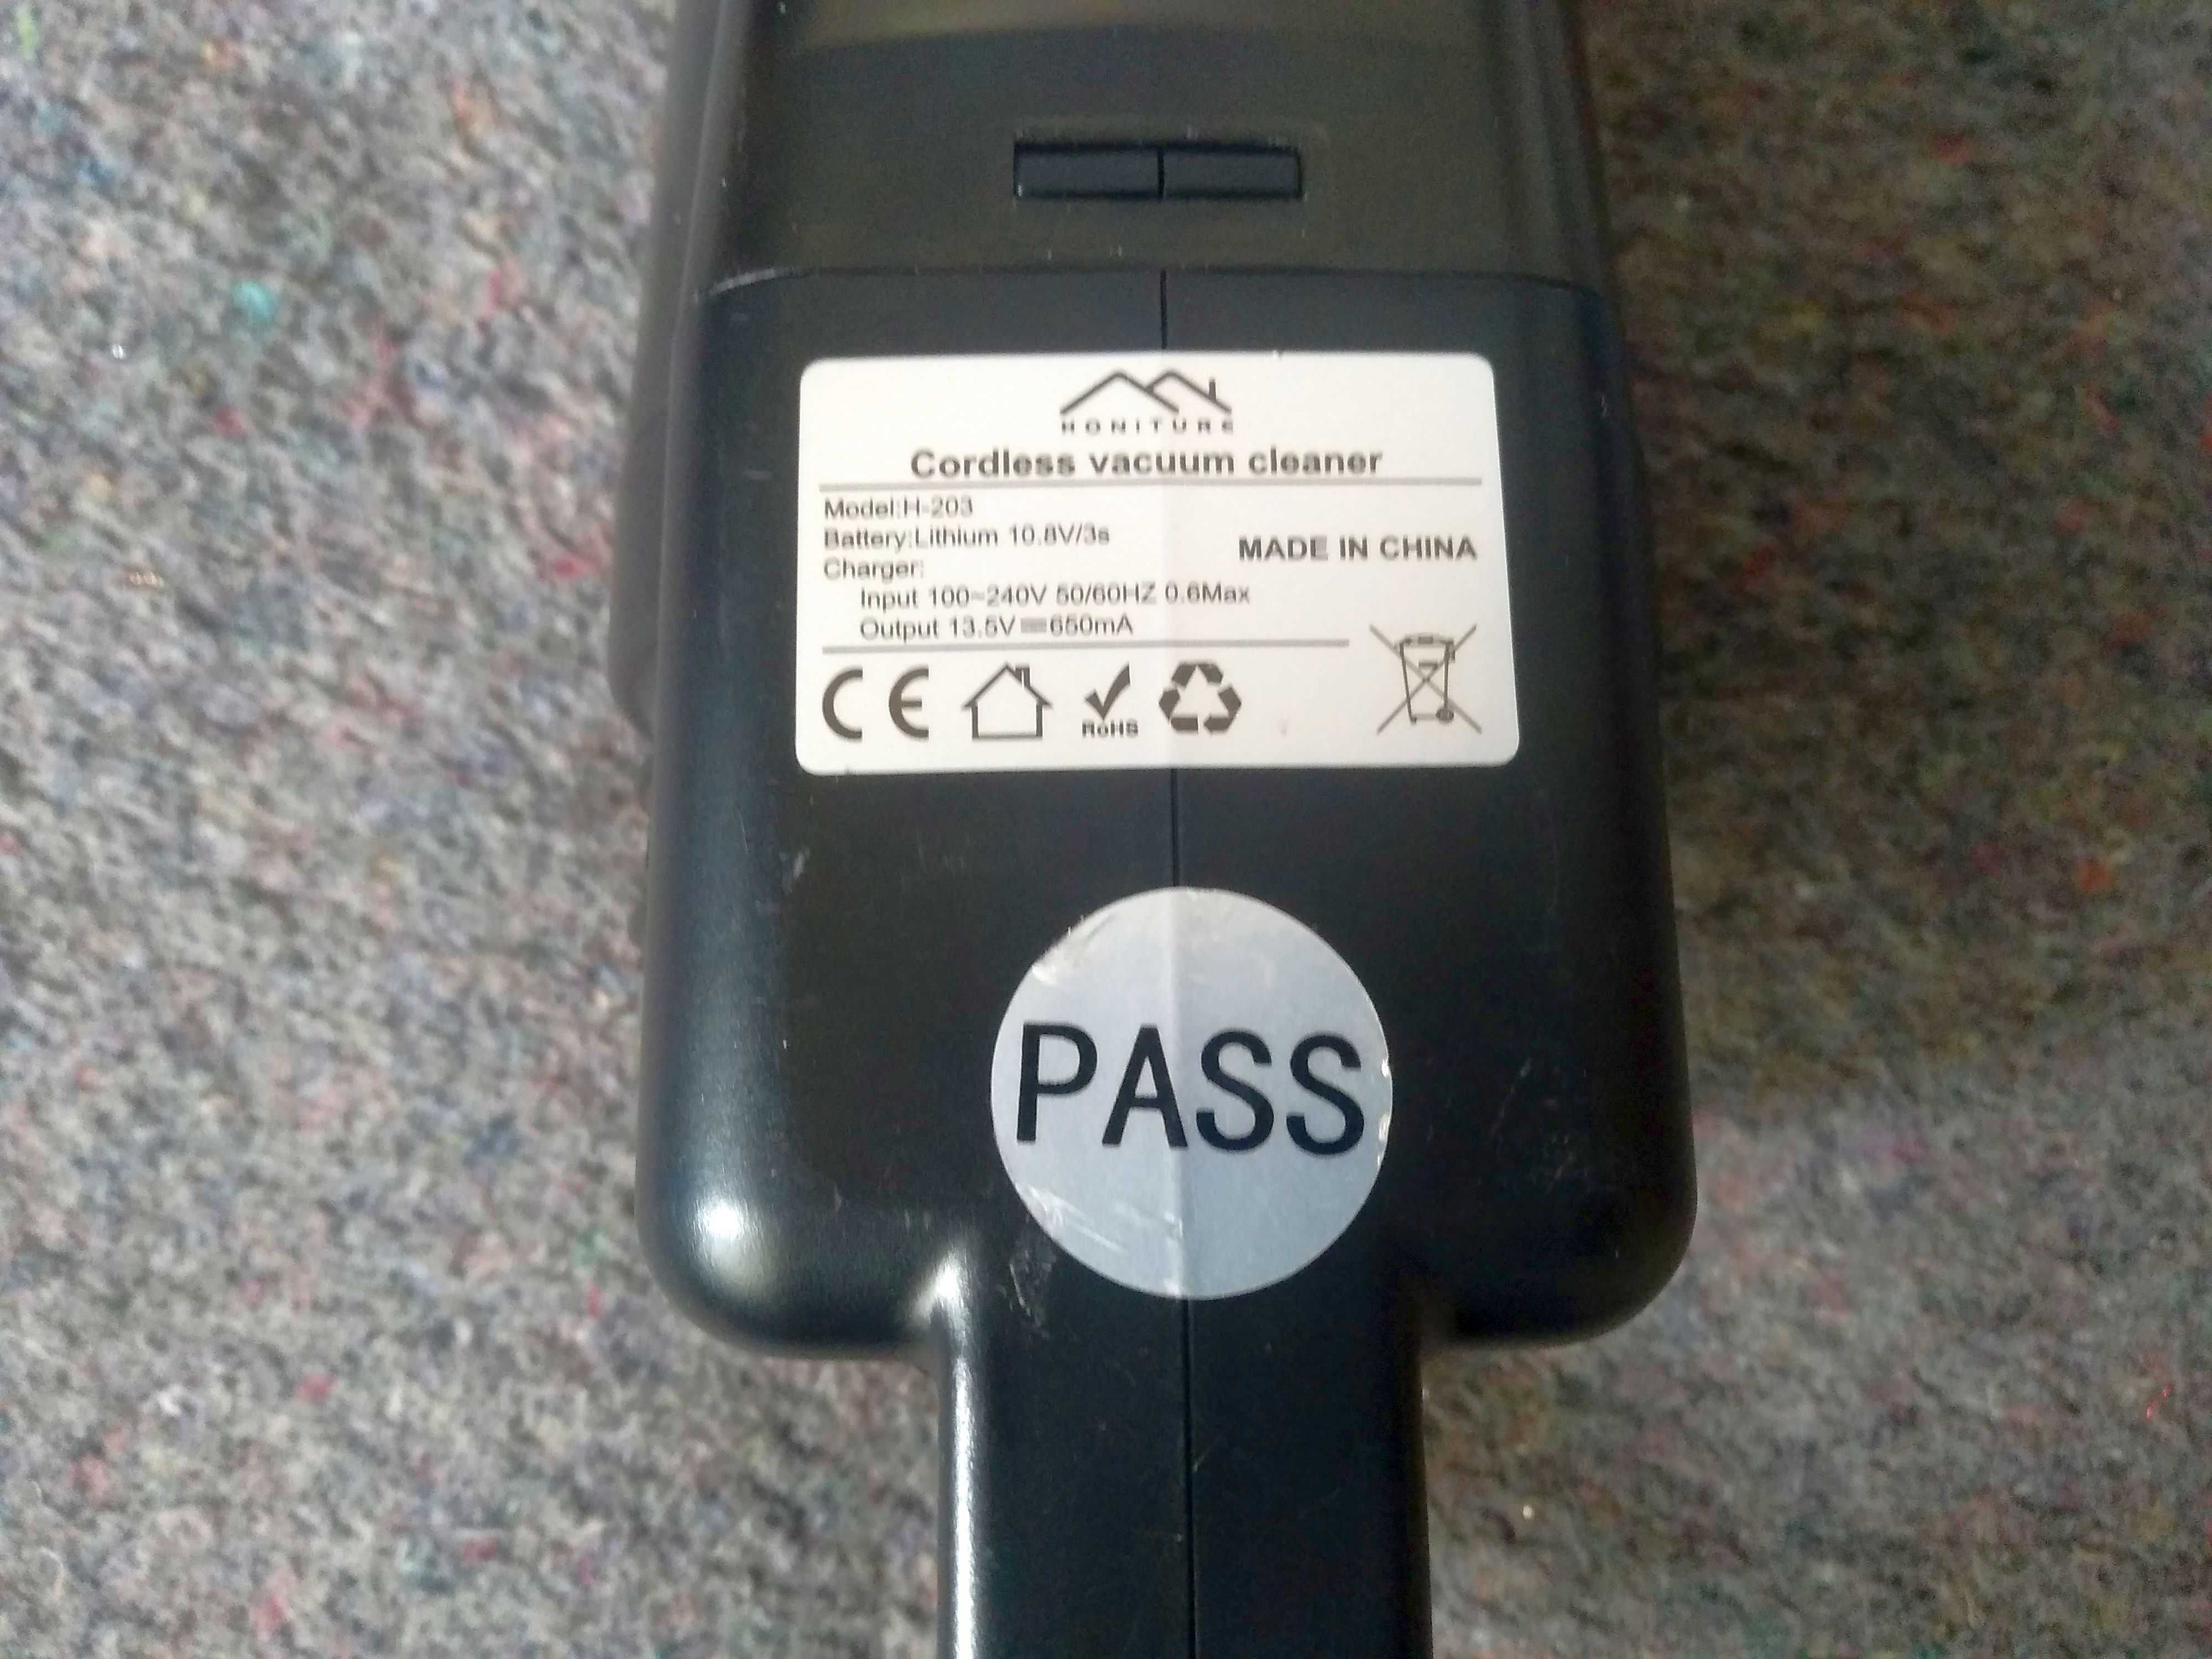 HONITURE
Cordless vacuum cleaner
Model:H-203
Battery:Lithium 10.8V/3s
MADE IN CHINA
Charger:
Input 100~240V 50/60HZ 0.6Max
Output 13.5V⎓650mA
CE
RoHS
PASS